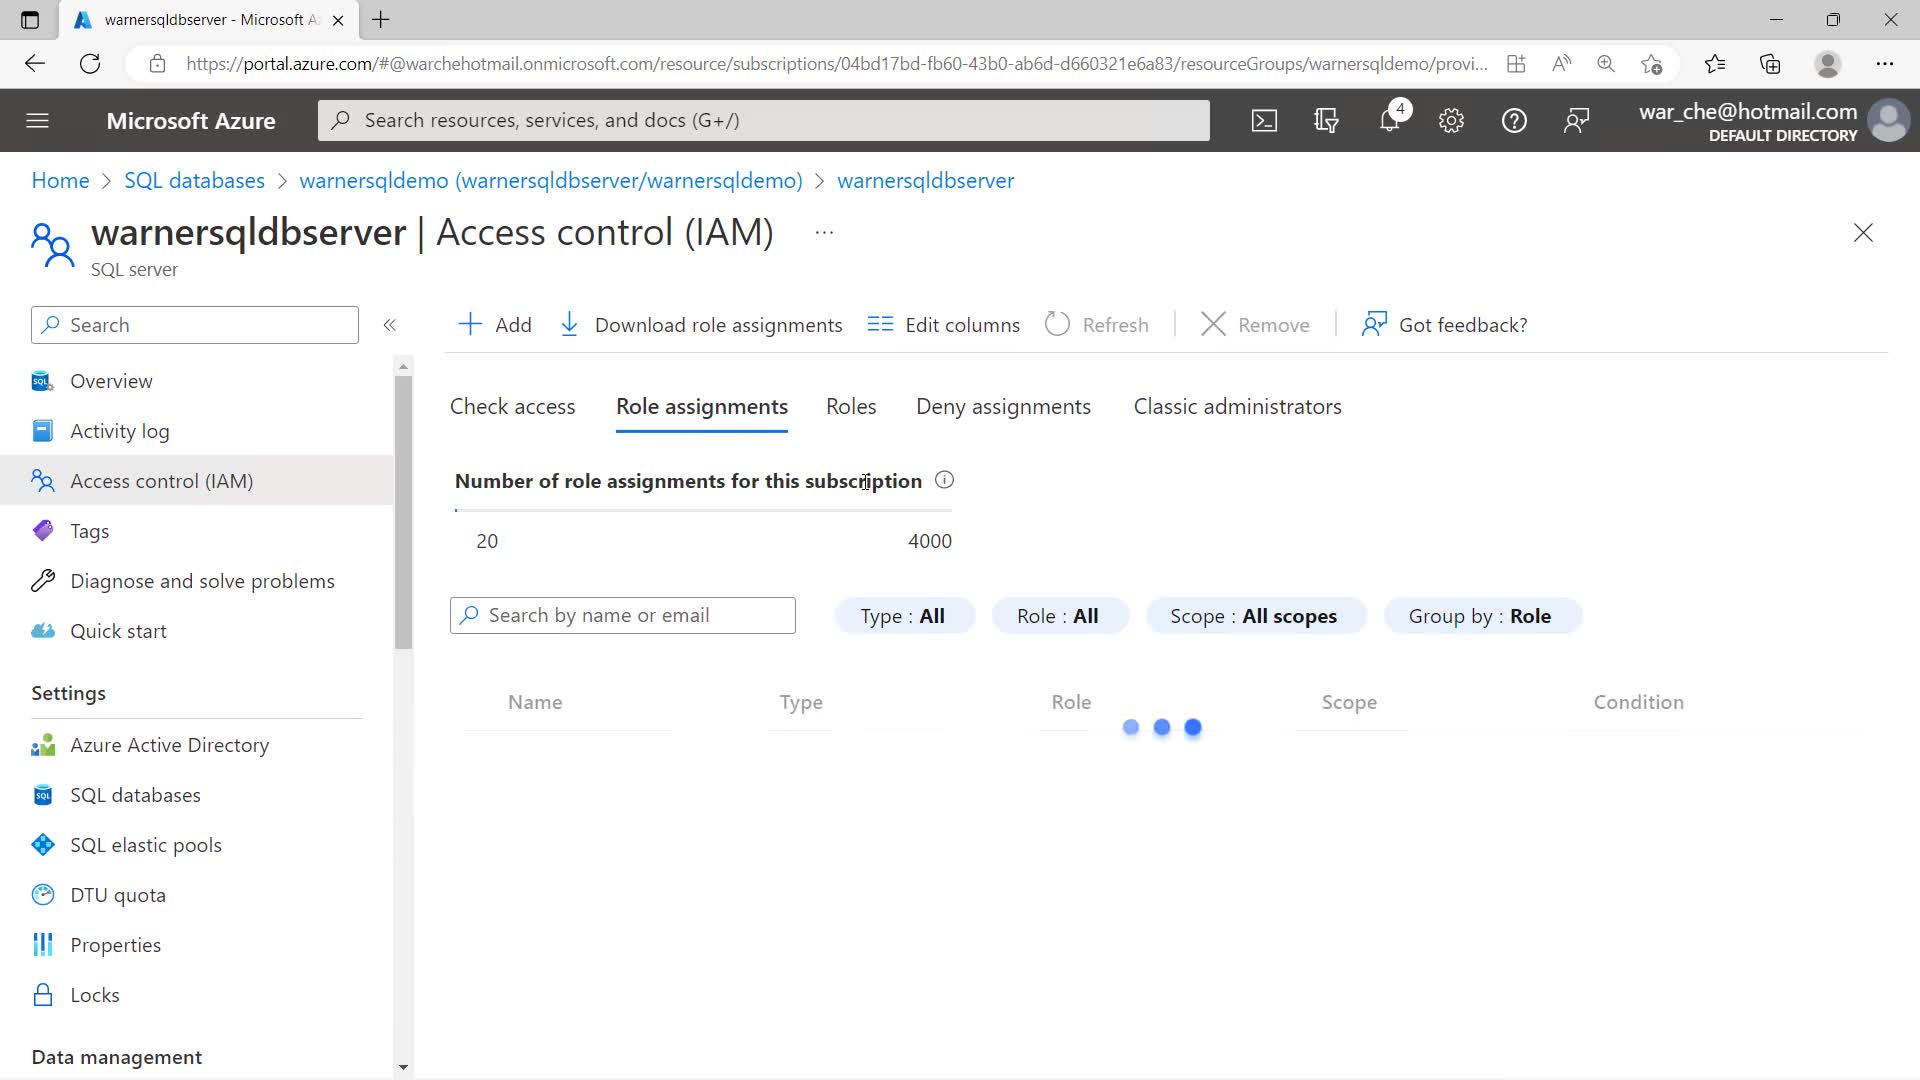 warnersqldbserver - Microsoft A
https://portal.azure.com/#@warchehotmail.onmicrosoft.com/resource/subscriptions/04bd17bd-fb60-43b0-ab6d-d660321e6a83/resourceGroups/warnersqldemo/provi...
Microsoft Azure
Search resources, services, and docs (G+/)
4
war_che@hotmail.com
DEFAULT DIRECTORY
Home > SQL databases > warnersqldemo (warnersqldbserver/warnersqldemo) > warnersqldbserver
warnersqldbserver | Access control (IAM) ...
SQL server
Search
«
Add
Download role assignments
Edit columns
Refresh
Remove
Got feedback?
Overview
Activity log
Access control (IAM)
Tags
Diagnose and solve problems
Quick start
Settings
Azure Active Directory
SQL databases
SQL elastic pools
DTU quota
Properties
Locks
Data management
Check access
Role assignments
Roles
Deny assignments
Classic administrators
Number of role assignments for this subscription
20
4000
Search by name or email
Type : All
Role : All
Scope : All scopes
Group by : Role
Name
Type
Role
Scope
Condition